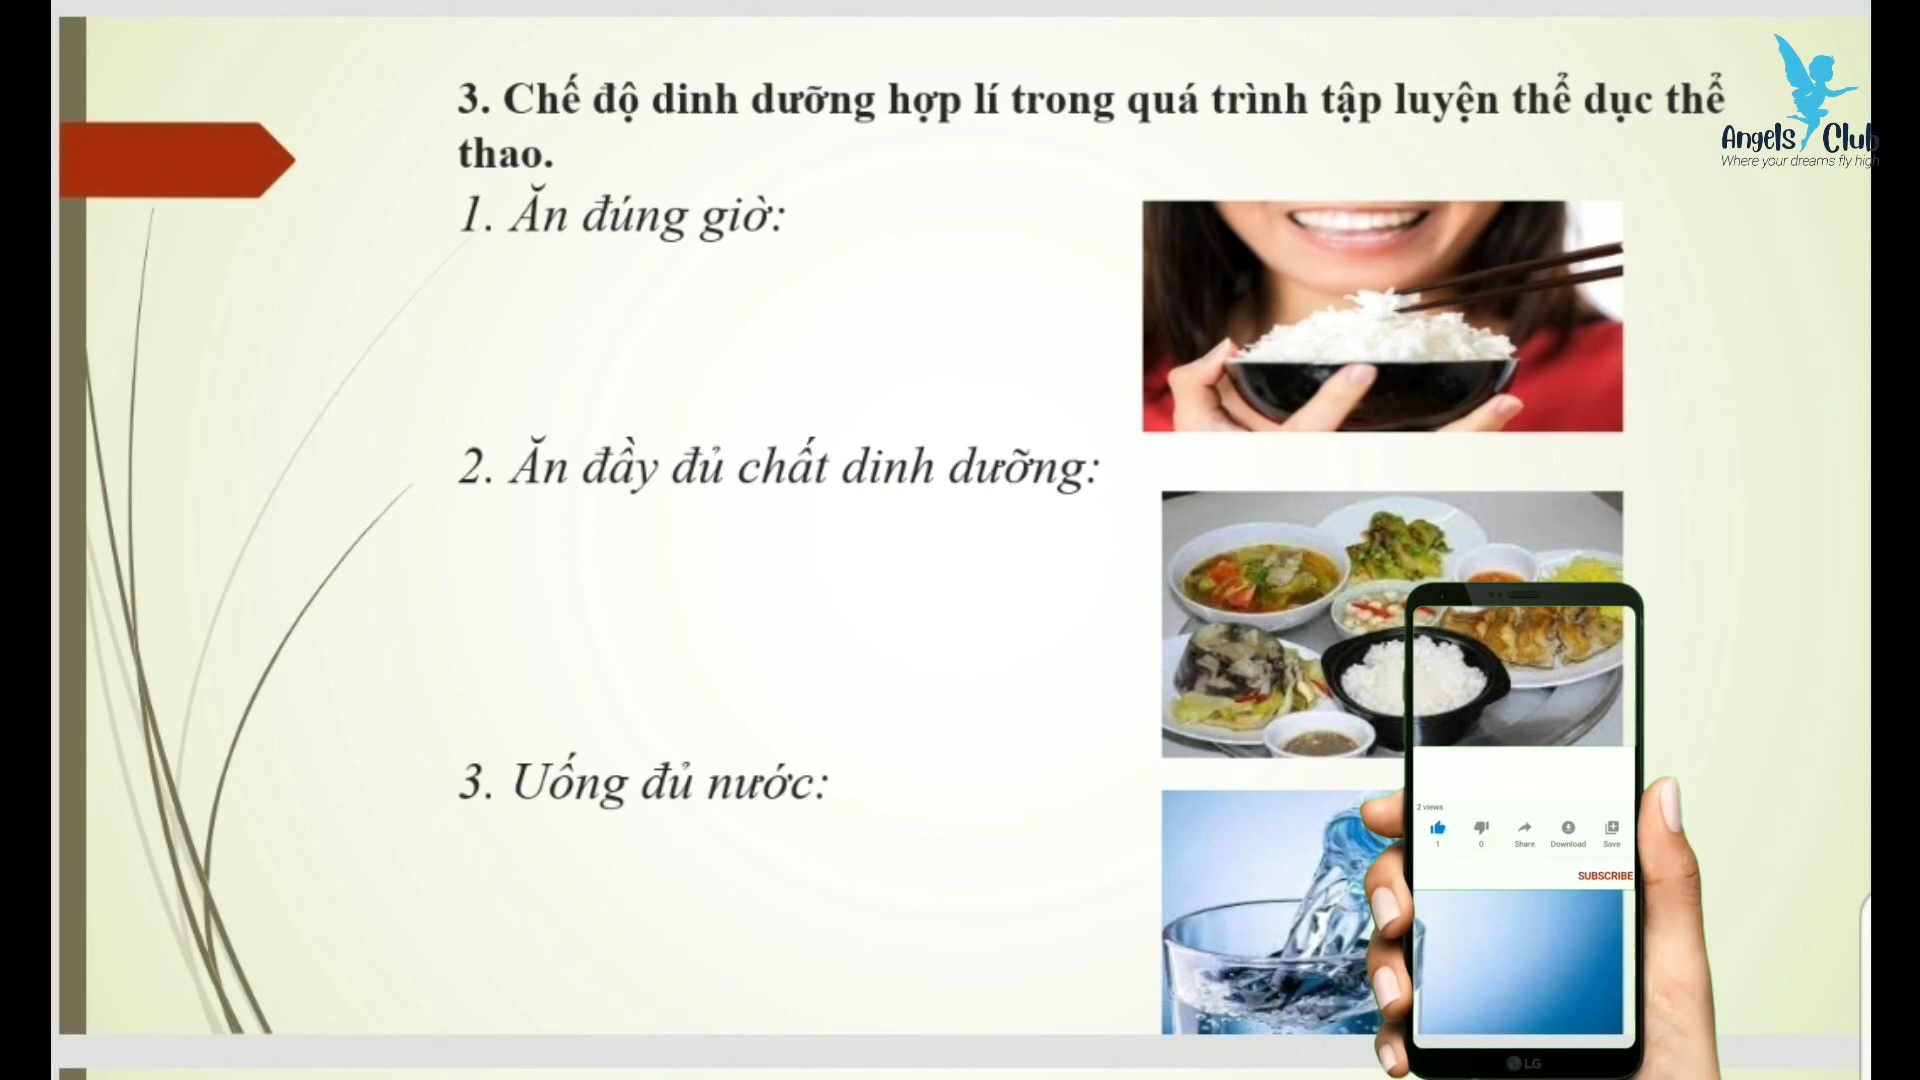 3. Chế độ dinh dưỡng hợp lí trong quá trình tập luyện thể dục thể
thao.
Angels Club
Where your dreams fly high
1. Ăn đúng giờ:
2. Ăn đầy đủ chất dinh dưỡng:
3. Uống đủ nước:
2 views
1 0 Share Download Save
SUBSCRIBE
LG